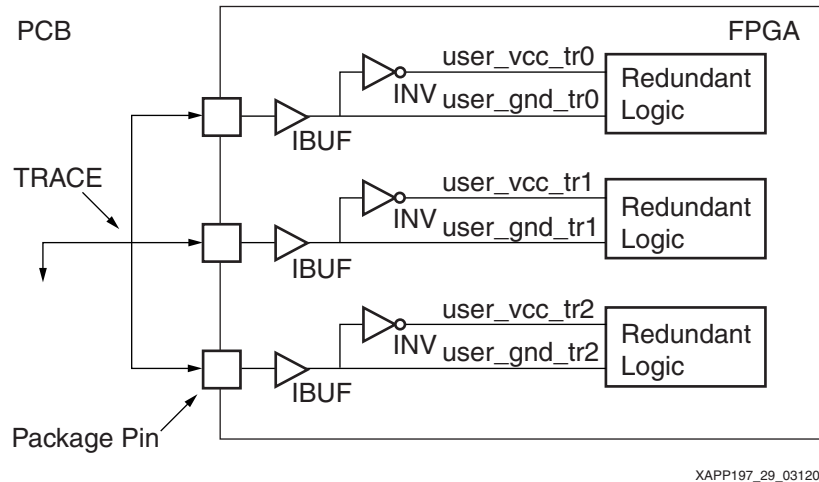 PCB
FPGA
user_vcc_tr0
INV
user_gnd_tr0
IBUF
Redundant
Logic
TRACE
user_vcc_tr1
INV
user_gnd_tr1
IBUF
Redundant
Logic
user_vcc_tr2
INV
user_gnd_tr2
IBUF
Redundant
Logic
Package Pin
XAPP197_29_03120